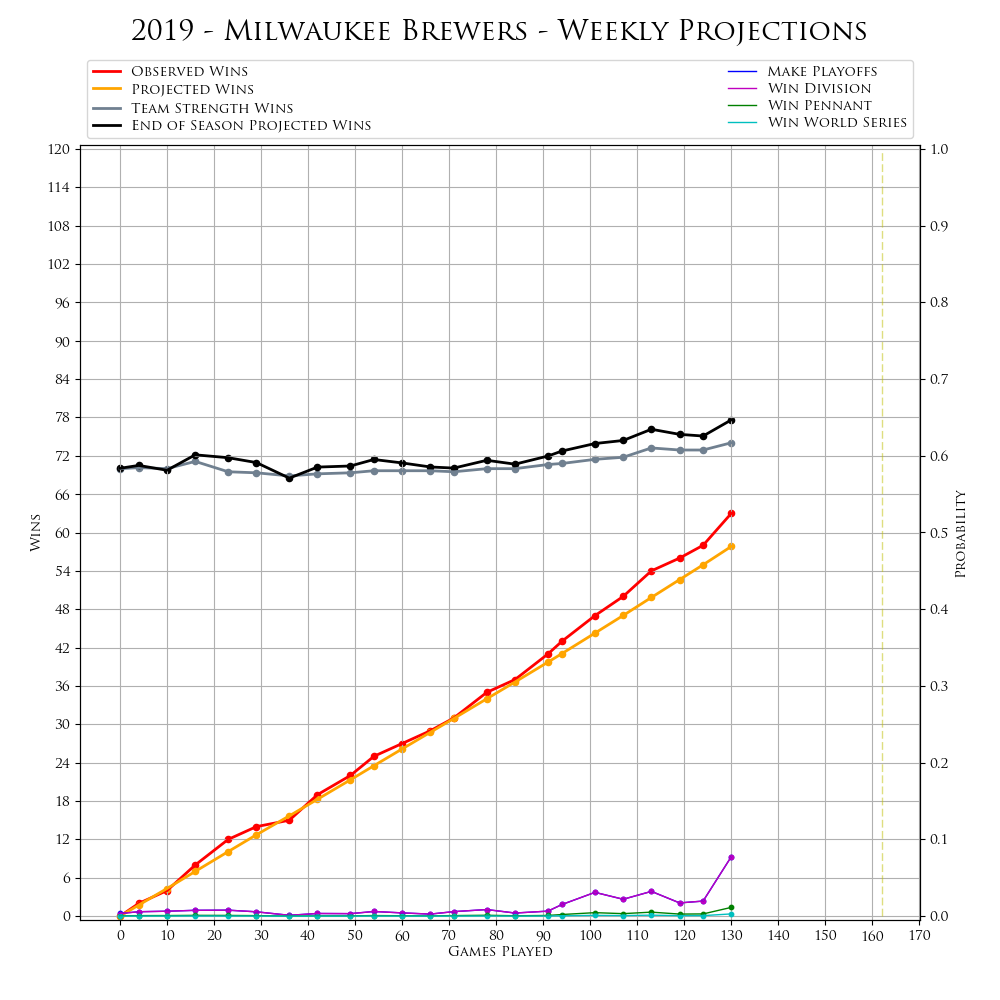 2019 - Milwaukee Brewers - Weekly Projections
Observed Wins
Projected Wins
Team Strength Wins
End of Season Projected Wins
Make Playoffs
Win Division
Win Pennant
Win World Series
120
114
108
102
96
90
84
78
72
66
60
54
48
42
36
30
24
18
12
6
0
Wins
1.0
0.9
0.8
0.7
0.6
0.5
0.4
0.3
0.2
0.1
0.0
Probability
0 10 20 30 40 50 60 70 80 90 100 110 120 130 140 150 160 170
Games Played